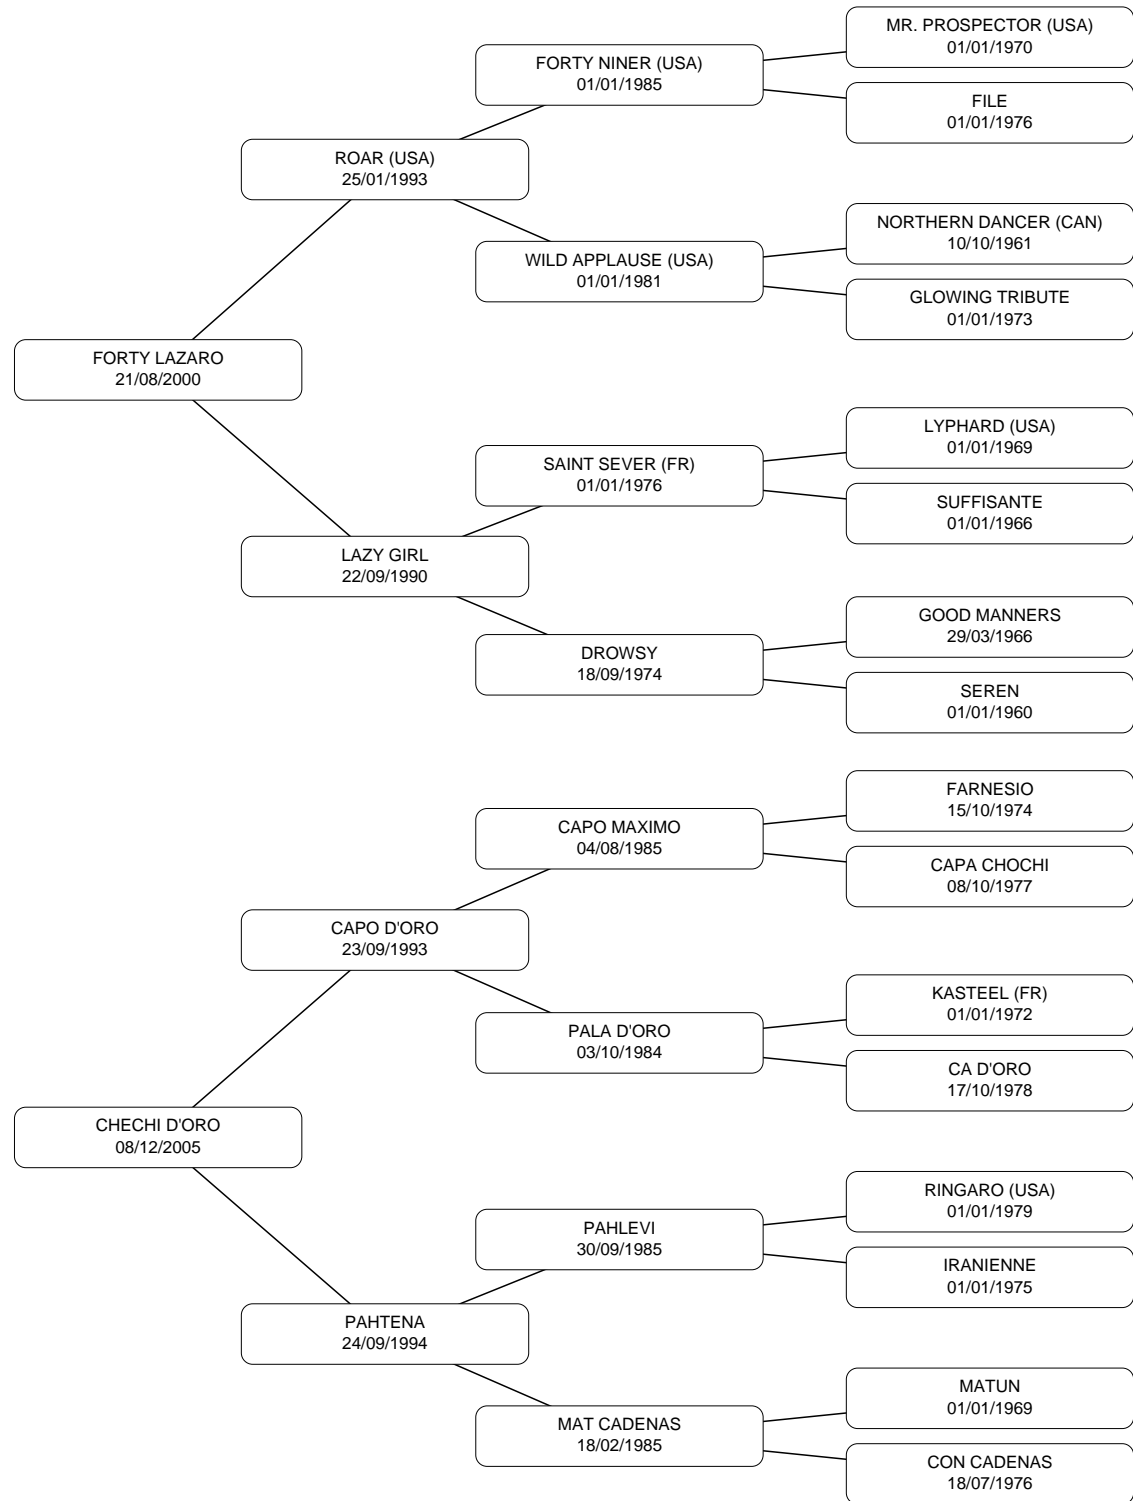 MR. PROSPECTOR (USA)
01/01/1970
FORTY NINER (USA)
01/01/1985
FILE
01/01/1976
ROAR (USA)
25/01/1993
NORTHERN DANCER (CAN)
10/10/1961
WILD APPLAUSE (USA)
01/01/1981
GLOWING TRIBUTE
01/01/1973
FORTY LAZARO
21/08/2000
LYPHARD (USA)
01/01/1969
SAINT SEVER (FR)
01/01/1976
SUFFISANTE
01/01/1966
LAZY GIRL
22/09/1990
GOOD MANNERS
29/03/1966
DROWSY
18/09/1974
SEREN
01/01/1960
FARNESIO
15/10/1974
CAPO MAXIMO
04/08/1985
CAPA CHOCHI
08/10/1977
CAPO D'ORO
23/09/1993
KASTEEL (FR)
01/01/1972
PALA D'ORO
03/10/1984
CA D'ORO
17/10/1978
CHECHI D'ORO
08/12/2005
RINGARO (USA)
01/01/1979
PAHLEVI
30/09/1985
IRANIENNE
01/01/1975
PAHTENA
24/09/1994
MATUN
01/01/1969
MAT CADENAS
18/02/1985
CON CADENAS
18/07/1976